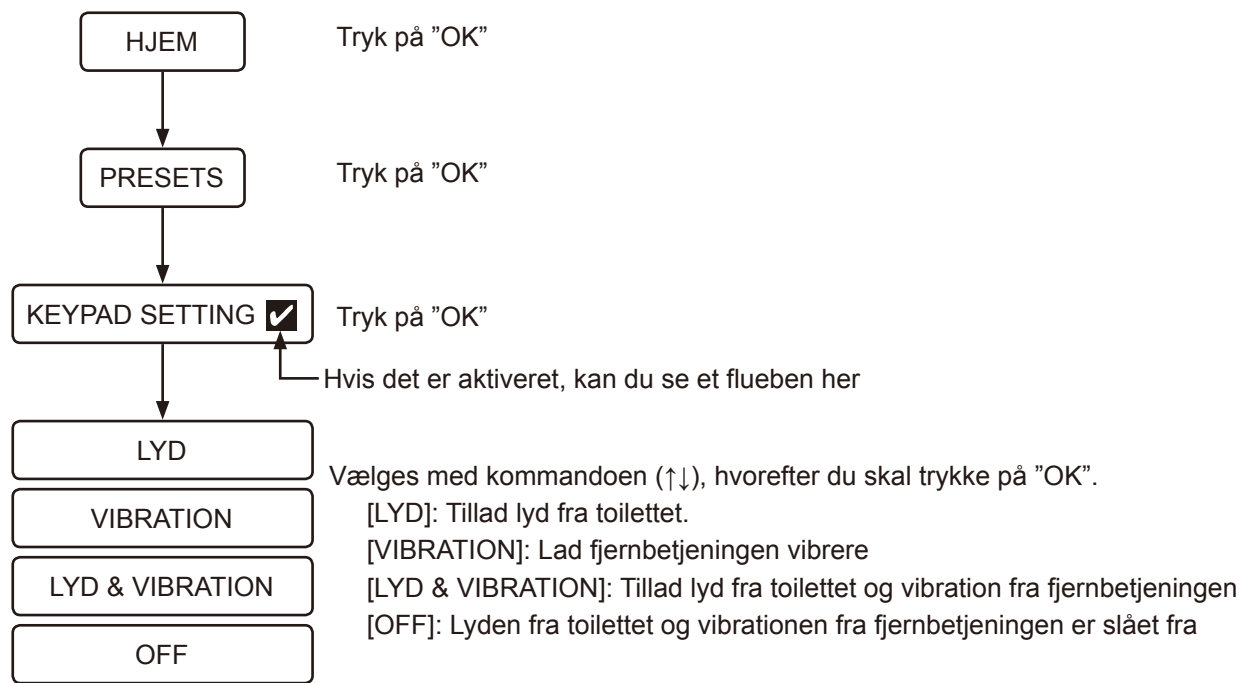 HJEM
Tryk på ”OK”
PRESETS
Tryk på ”OK”
KEYPAD SETTING ✔
Tryk på ”OK”
Hvis det er aktiveret, kan du se et flueben her
LYD
VIBRATION
LYD & VIBRATION
OFF
Vælges med kommandoen (↑↓), hvorefter du skal trykke på ”OK”.
[LYD]: Tillad lyd fra toilettet.
[VIBRATION]: Lad fjernbetjeningen vibrere
[LYD & VIBRATION]: Tillad lyd fra toilettet og vibration fra fjernbetjeningen
[OFF]: Lyden fra toilettet og vibrationen fra fjernbetjeningen er slået fra